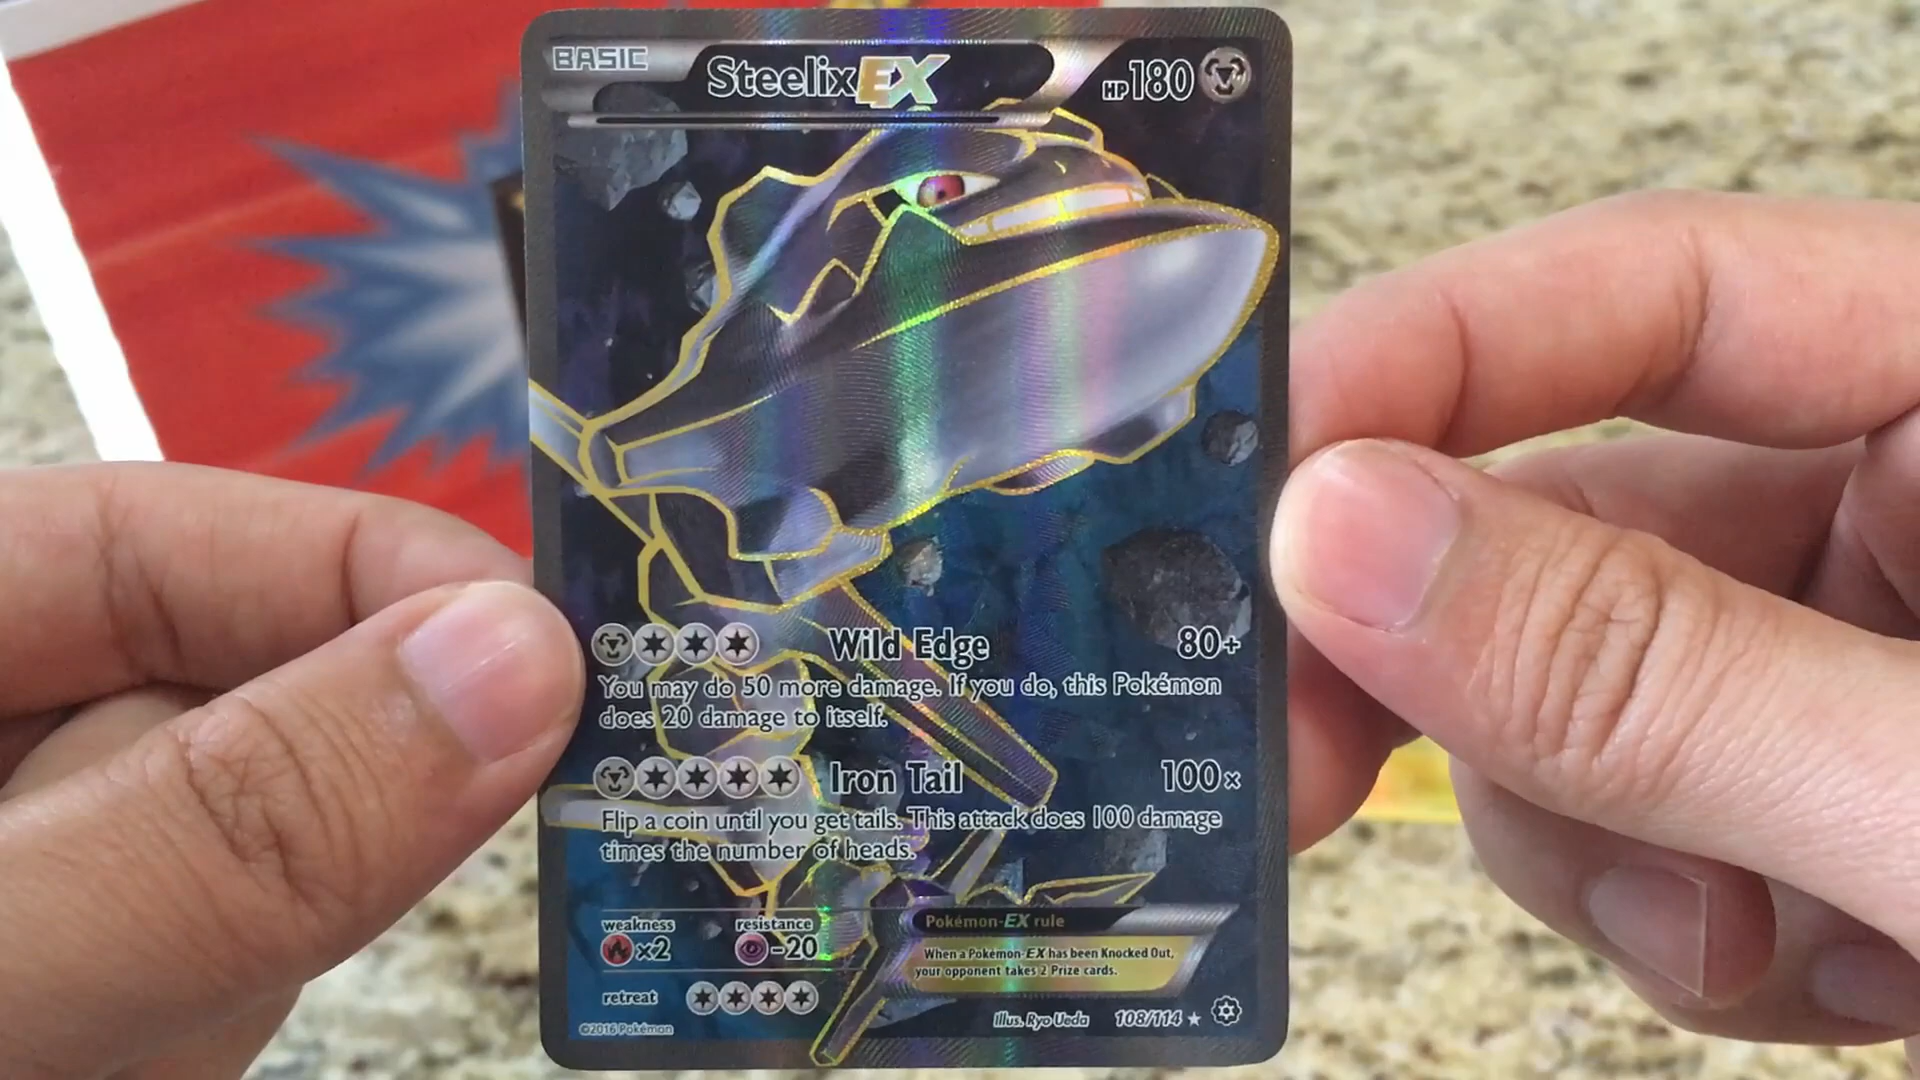 BASIC
SteelixEX
HP180
Wild Edge 80+
You may do 50 more damage. If you do, this Pokémon
does 20 damage to itself.
Iron Tail 100×
Flip a coin until you get tails. This attack does 100 damage
times the number of heads.
weakness resistance
×2 -20
Pokémon-EX rule
When a Pokémon-EX has been Knocked Out,
your opponent takes 2 Prize cards.
retreat
©2016 Pokémon
Illus. Ryo Ueda 108/114 ★